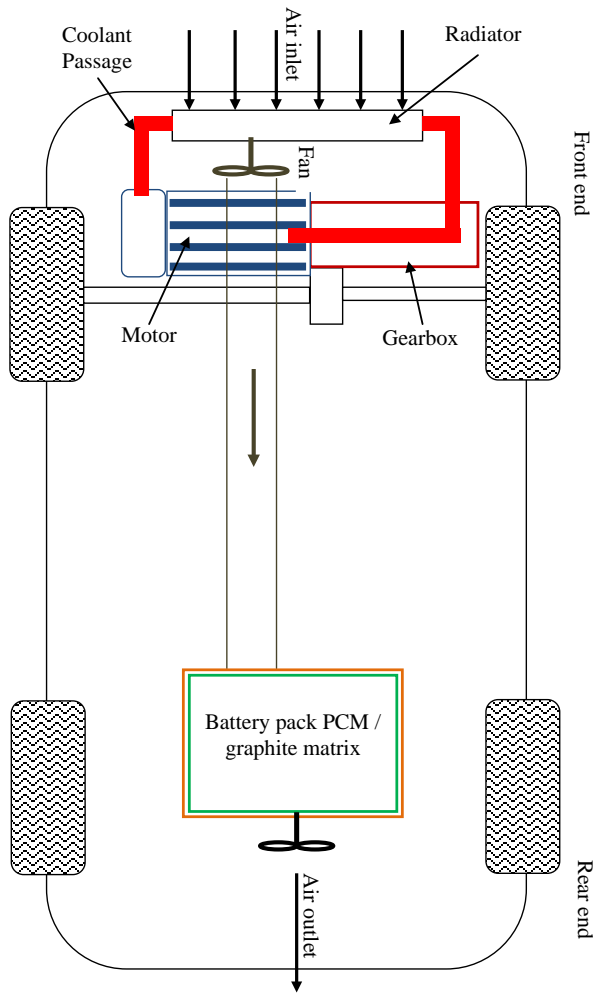 Air inlet
Coolant
Passage
Radiator
Fan
Front end
Motor
Gearbox
Battery pack PCM /
graphite matrix
Air outlet
Rear end